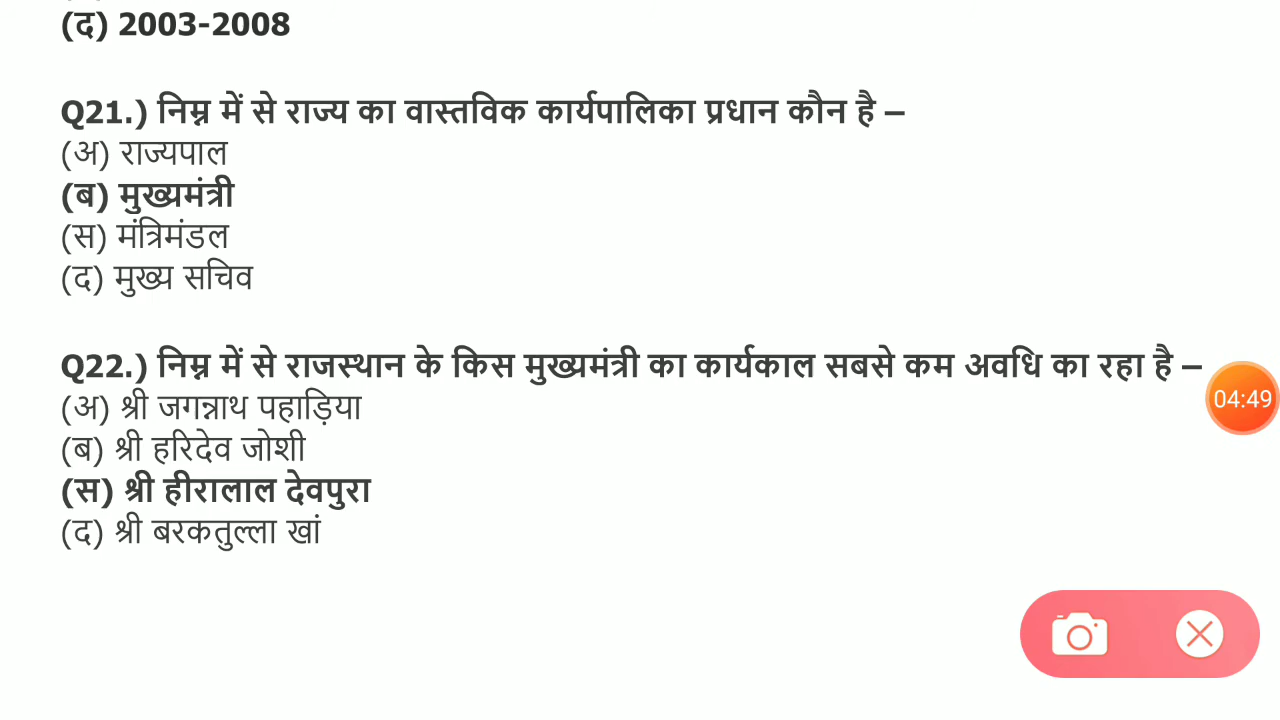 (द) 2003-2008
Q21.) निम्न में से राज्य का वास्तविक कार्यपालिका प्रधान कौन है –
(अ) राज्यपाल
(ब) मुख्यमंत्री
(स) मंत्रिमंडल
(द) मुख्य सचिव
Q22.) निम्न में से राजस्थान के किस मुख्यमंत्री का कार्यकाल सबसे कम अवधि का रहा है –
04:49
(अ) श्री जगन्नाथ पहाड़िया
(ब) श्री हरिदेव जोशी
(स) श्री हीरालाल देवपुरा
(द) श्री बरकतुल्ला खां